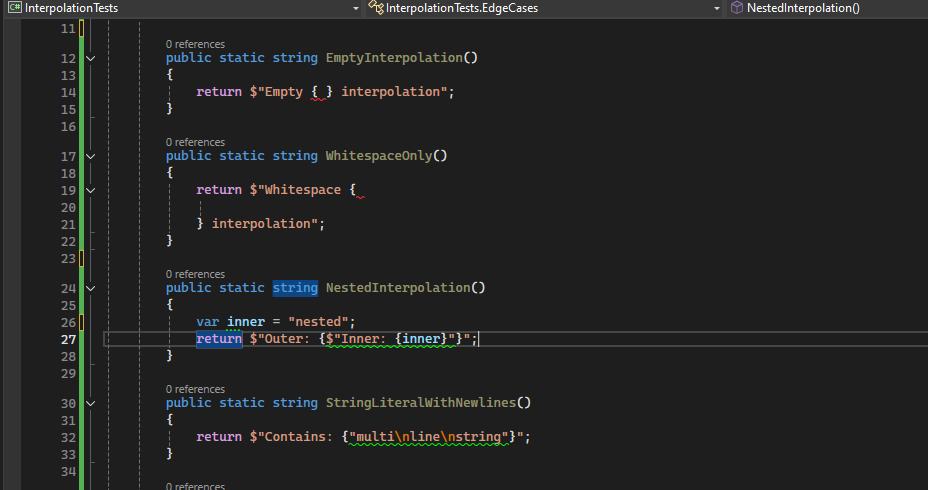 C# InterpolationTests
InterpolationTests.EdgeCases
NestedInterpolation()
11
0 references
12 public static string EmptyInterpolation()
13 {
14 return $"Empty { } interpolation";
15 }
16
0 references
17 public static string WhitespaceOnly()
18 {
19 return $"Whitespace {
20
21 } interpolation";
22 }
23
0 references
24 public static string NestedInterpolation()
25 {
26 var inner = "nested";
27 return $"Outer: {$"Inner: {inner}"}";
28 }
29
0 references
30 public static string StringLiteralWithNewlines()
31 {
32 return $"Contains: {"multi\nline\nstring"}";
33 }
34
0 references